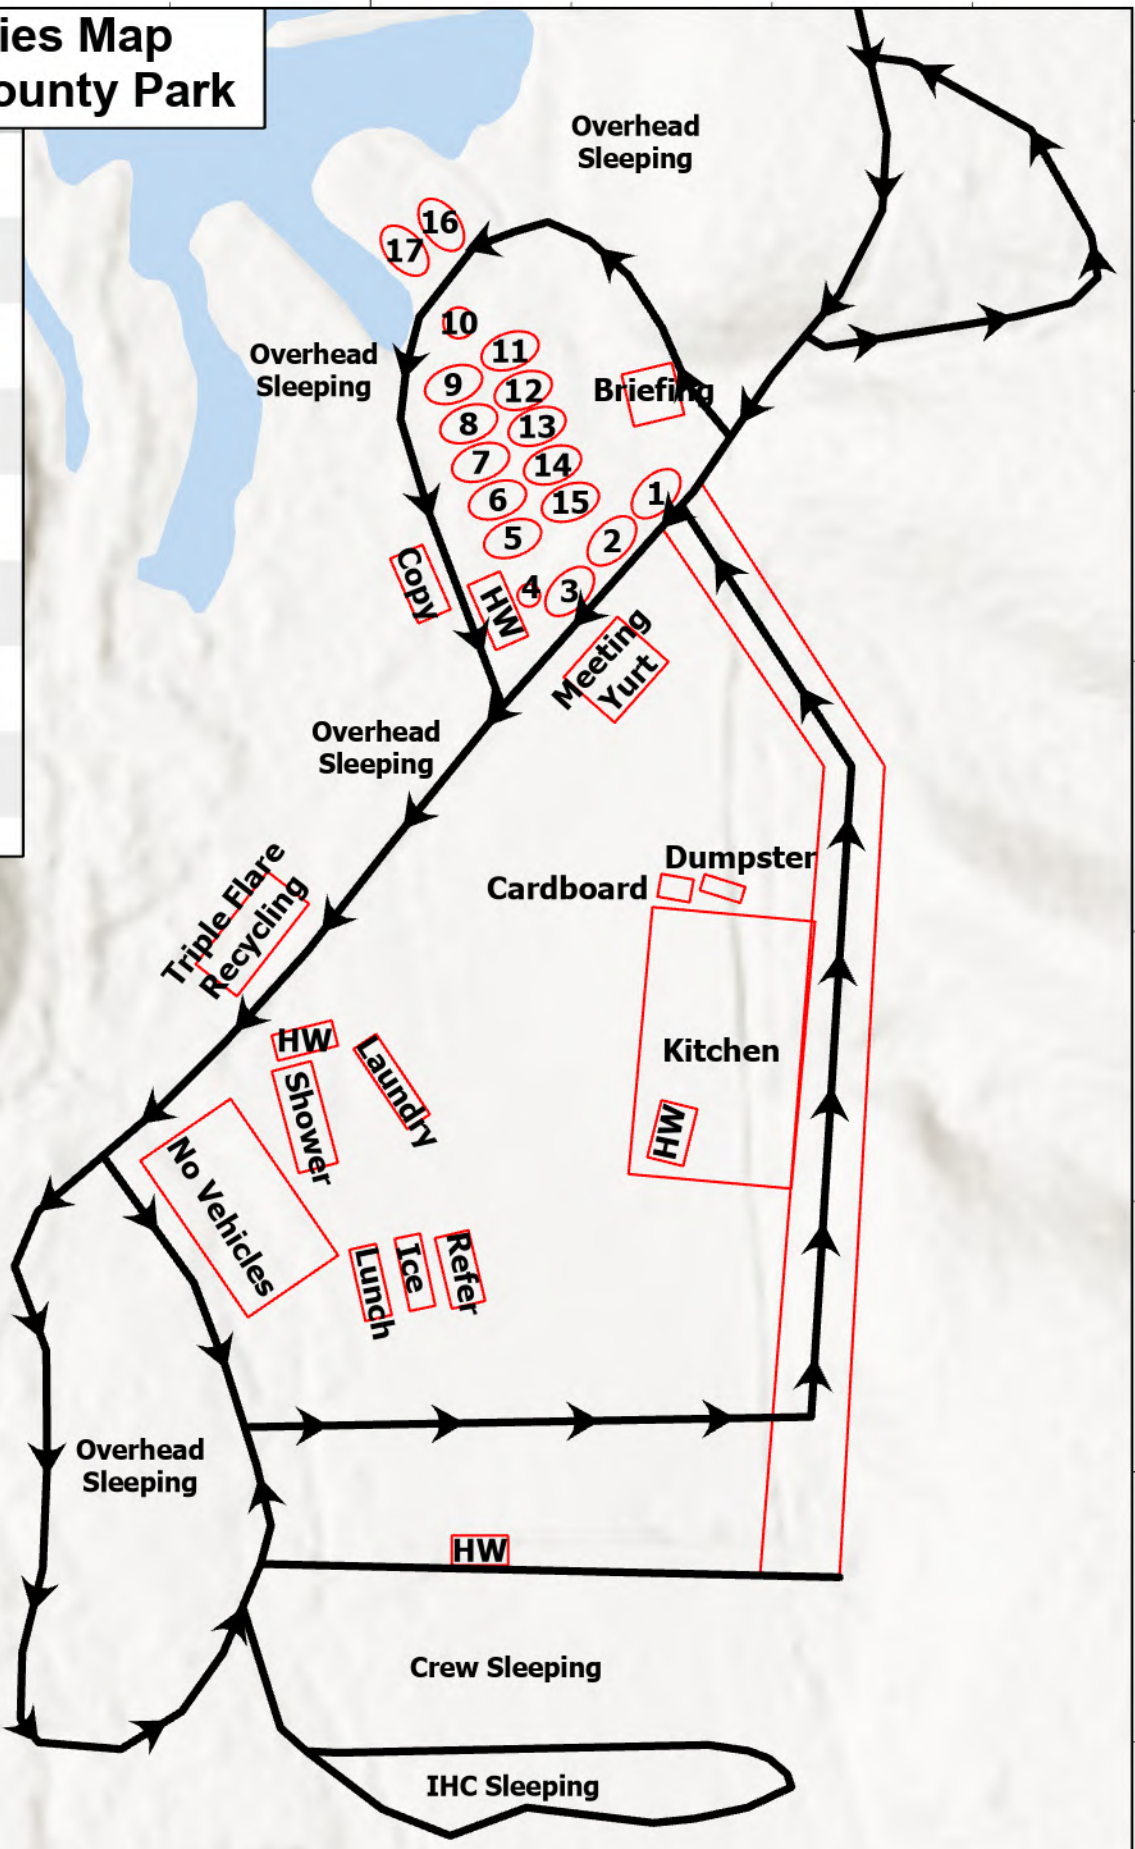 ies Map
ounty Park
Overhead
Sleeping
16
17
10
11
Overhead
Sleeping
9
12
Briefing
8
13
7
14
6
15
1
5
2
Copy
HW
4
3
Meeting
Yurt
Overhead
Sleeping
Dumpster
Cardboard
Triple Flare
Recycling
HW
Laundry
Kitchen
Shower
HW
No Vehicles
Lunch
Ice
Refer
Overhead
Sleeping
HW
Crew Sleeping
IHC Sleeping